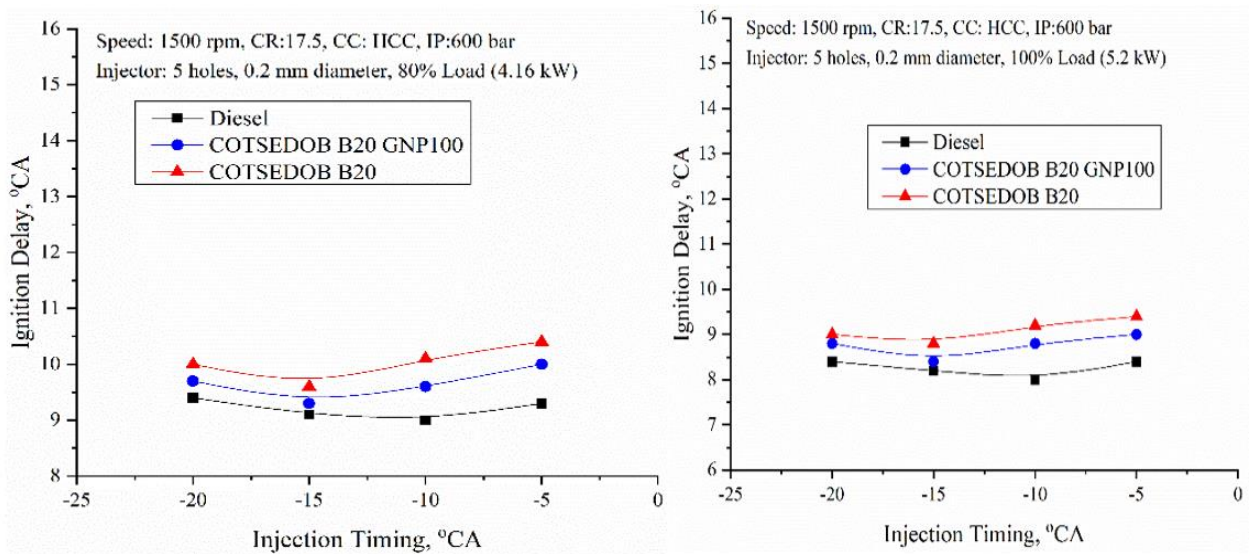 16
15
14
13
12
11
10
9
8
Ignition Delay, °CA
Speed: 1500 rpm, CR:17.5, CC: HCC, IP:600 bar
Injector: 5 holes, 0.2 mm diameter, 80% Load (4.16 kW)
Diesel
COTSEDOB B20 GNP100
COTSEDOB B20
-25 -20 -15 -10 -5 0
Injection Timing, °CA
16
15
14
13
12
11
10
9
8
7
6
Ignition Delay, °CA
Speed: 1500 rpm, CR:17.5, CC: HCC, IP:600 bar
Injector: 5 holes, 0.2 mm diameter, 100% Load (5.2 kW)
Diesel
COTSEDOB B20 GNP100
COTSEDOB B20
-25 -20 -15 -10 -5 0
Injection Timing, °CA